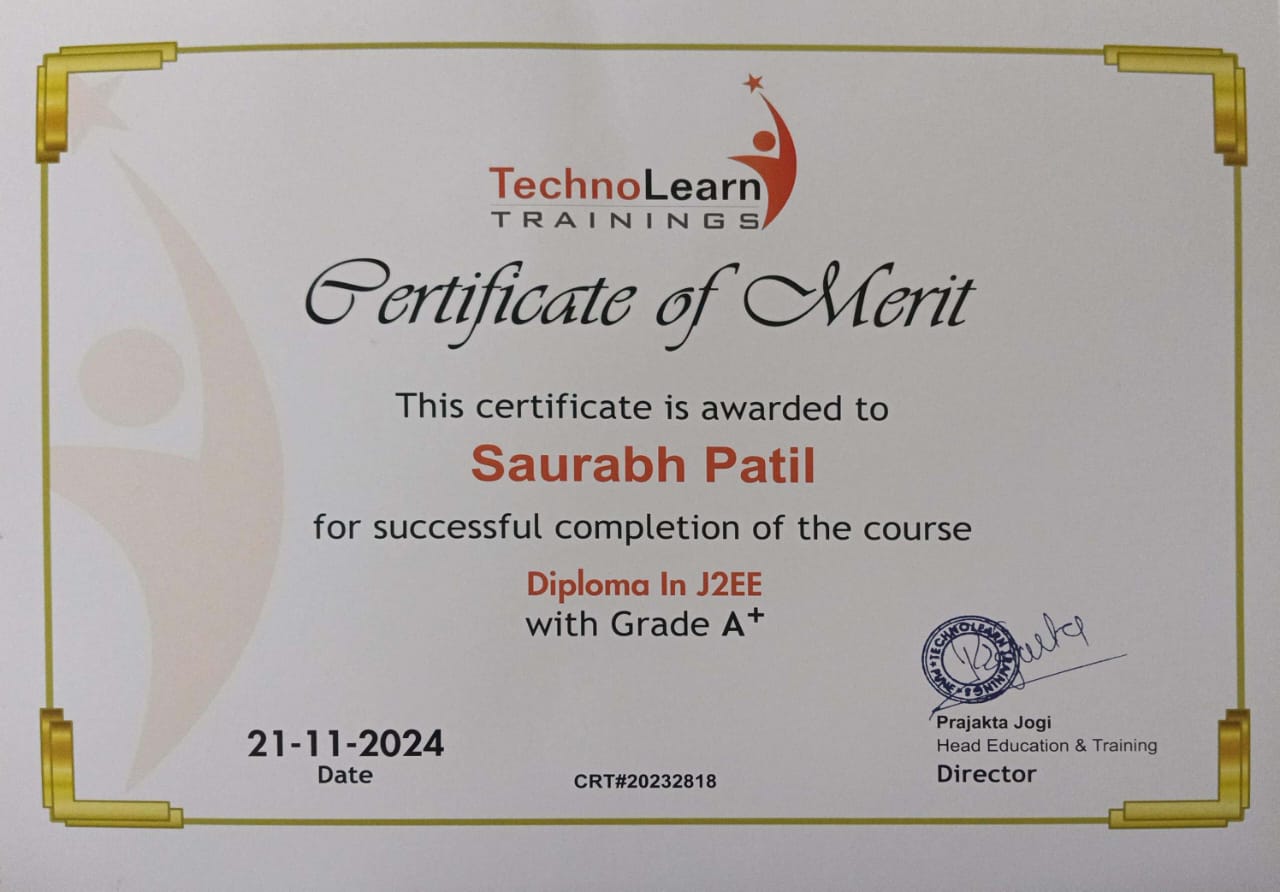 TechnoLearn
TRAININGS
Certificate of Merit
This certificate is awarded to
Saurabh Patil
for successful completion of the course
Diploma In J2EE
with Grade A+
TECHNOLEARN TRAININGS
PUNE
21-11-2024
Date
CRT#20232818
Prajakta Jogi
Head Education & Training
Director